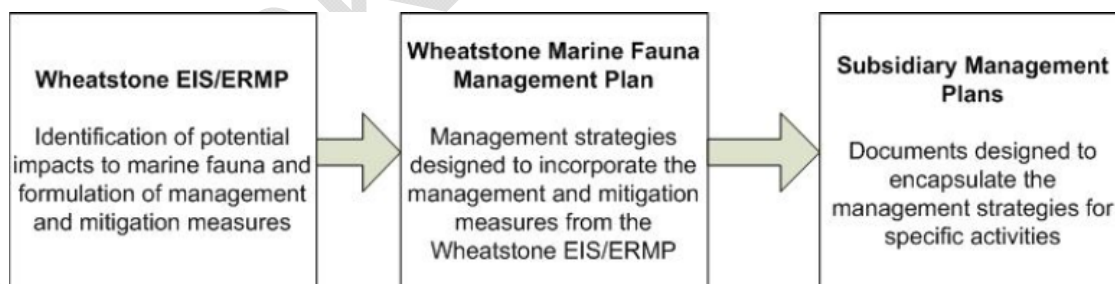 Wheatstone EIS/ERMP
Identification of potential
impacts to marine fauna and
formulation of management
and mitigation measures
Wheatstone Marine Fauna
Management Plan
Management strategies
designed to incorporate the
management and mitigation
measures from the
Wheatstone EIS/ERMP
Subsidiary Management
Plans
Documents designed to
encapsulate the
management strategies for
specific activities